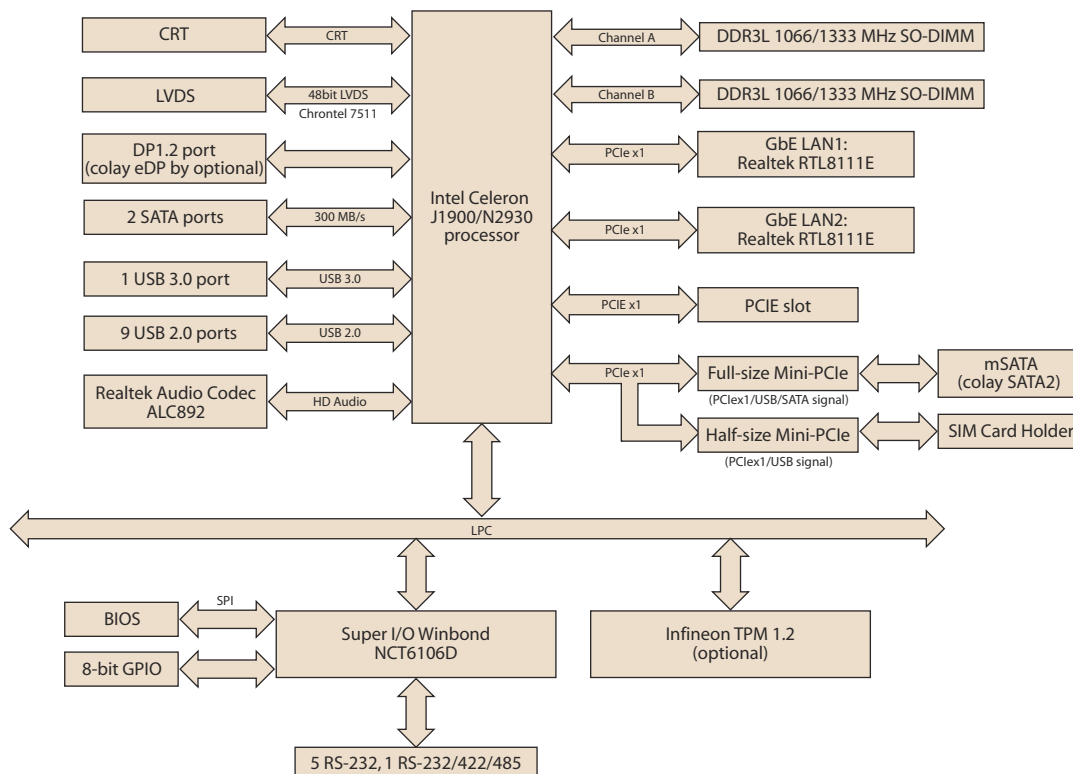 CRT
CRT
LVDS
48bit LVDS
Chrontel 7511
DP1.2 port
(colay eDP by optional)
2 SATA ports
300 MB/s
1 USB 3.0 port
USB 3.0
9 USB 2.0 ports
USB 2.0
Realtek Audio Codec
ALC892
HD Audio
Intel Celeron
J1900/N2930
processor
Channel A
DDR3L 1066/1333 MHz SO-DIMM
Channel B
DDR3L 1066/1333 MHz SO-DIMM
PCIe x1
GbE LAN1:
Realtek RTL8111E
PCIe x1
GbE LAN2:
Realtek RTL8111E
PCIE x1
PCIE slot
PCIe x1
Full-size Mini-PCIe
(PCIex1/USB/SATA signal)
mSATA
(colay SATA2)
Half-size Mini-PCIe
(PCIex1/USB signal)
SIM Card Holder
LPC
BIOS
SPI
8-bit GPIO
Super I/O Winbond
NCT6106D
Infineon TPM 1.2
(optional)
5 RS-232, 1 RS-232/422/485